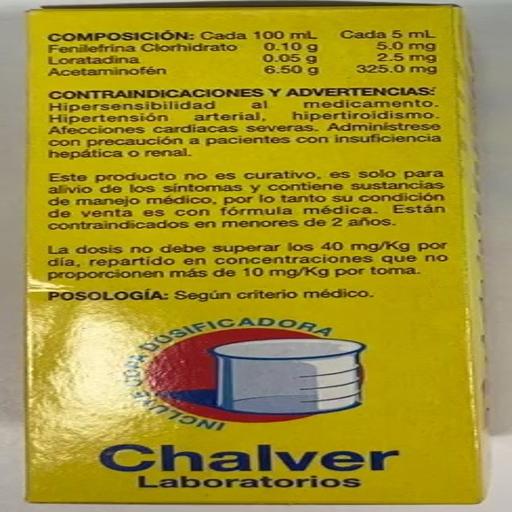 COMPOSICIÓN: Cada 100 mL Cada 5 mL
Fenilefrina Clorhidrato 0.10 g 5.0 mg
Loratadina 0.05 g 2.5 mg
Acetaminofén 6.50 g 325.0 mg
CONTRAINDICACIONES Y ADVERTENCIAS:
Hipersensibilidad al medicamento.
Hipertensión arterial, hipertiroidismo.
Afecciones cardiacas severas. Adminístrese
con precaución a pacientes con insuficiencia
hepática o renal.
Este producto no es curativo, es solo para
alivio de los síntomas y contiene sustancias
de manejo médico, por lo tanto su condición
de venta es con fórmula médica. Están
contraindicados en menores de 2 años.
La dosis no debe superar los 40 mg/Kg por
día, repartido en concentraciones que no
proporcionen más de 10 mg/Kg por toma.
POSOLOGÍA: Según criterio médico.
INCLUYE COPA DOSIFICADORA
Chalver
Laboratorios